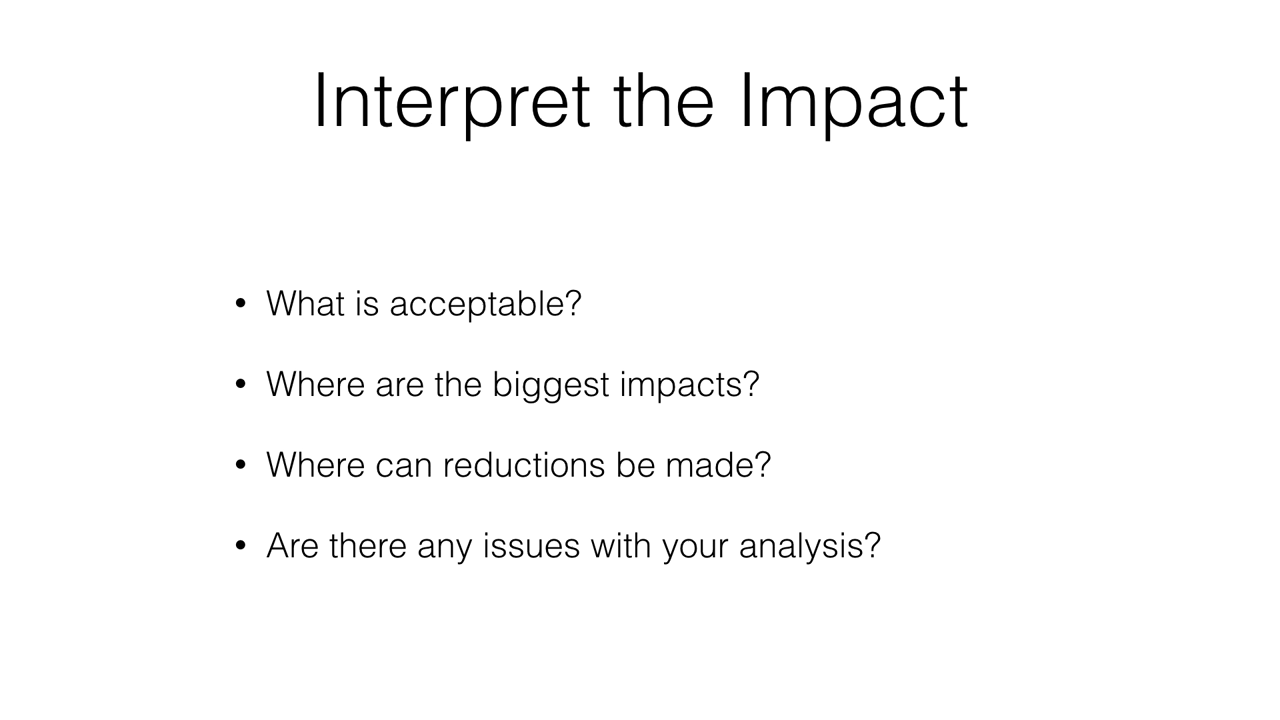 Interpret the Impact
• What is acceptable?
• Where are the biggest impacts?
• Where can reductions be made?
• Are there any issues with your analysis?